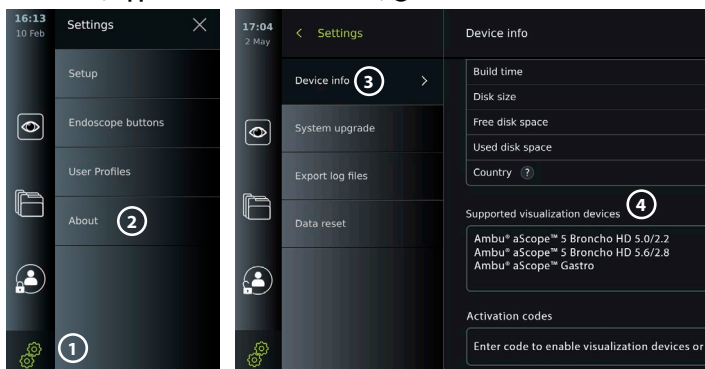 16:13
10 Feb
Settings
Setup
Endoscope buttons
User Profiles
About
2
1
17:04
2 May
< Settings
Device info
3
>
System upgrade
Export log files
Data reset
Device info
Build time
Disk size
Free disk space
Used disk space
Country ?
Supported visualization devices
4
Ambu® aScope™ 5 Broncho HD 5.0/2.2
Ambu® aScope™ 5 Broncho HD 5.6/2.8
Ambu® aScope™ Gastro
Activation codes
Enter code to enable visualization devices or